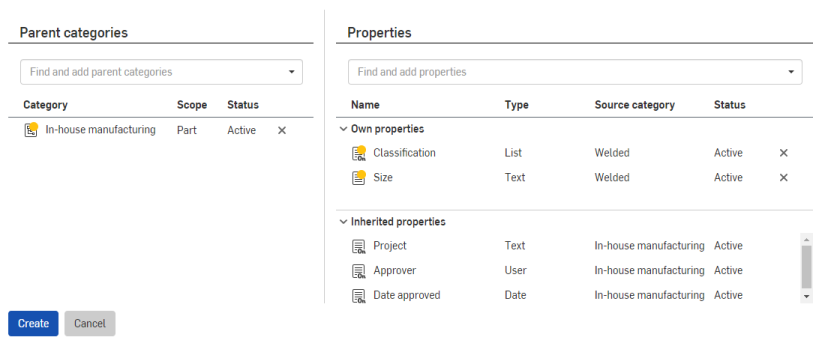 Parent categories
Find and add parent categories
Category Scope Status
In-house manufacturing Part Active
Properties
Find and add properties
Name Type Source category Status
Own properties
Classification List Welded Active
Size Text Welded Active
Inherited properties
Project Text In-house manufacturing Active
Approver User In-house manufacturing Active
Date approved Date In-house manufacturing Active
Create Cancel